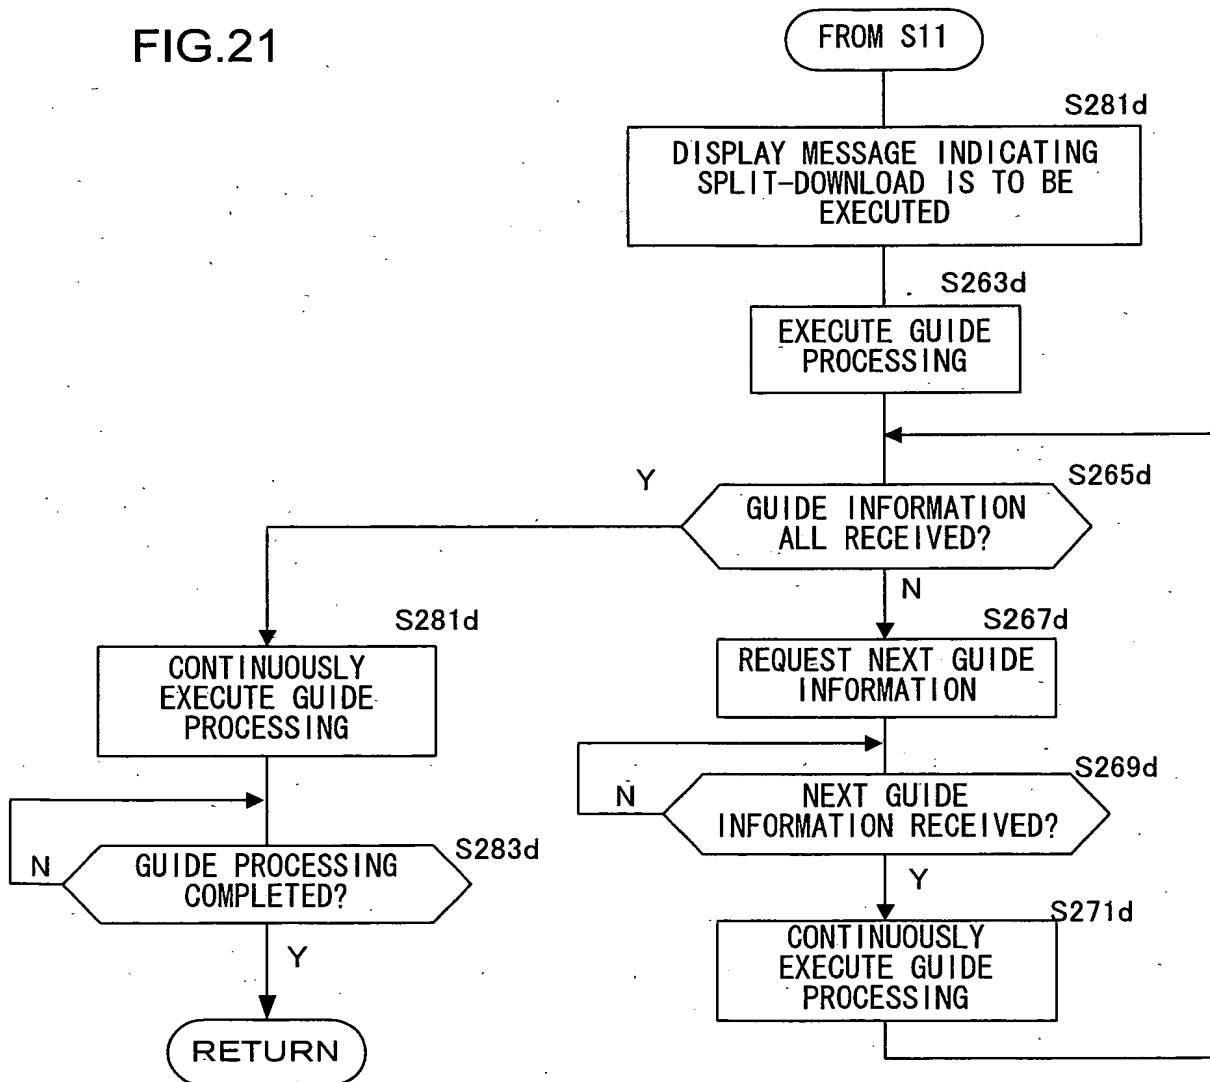 FIG.21
FROM S11
S281d
DISPLAY MESSAGE INDICATING
SPLIT-DOWNLOAD IS TO BE
EXECUTED
S263d
EXECUTE GUIDE
PROCESSING
S265d
GUIDE INFORMATION
ALL RECEIVED?
Y
N
S267d
REQUEST NEXT GUIDE
INFORMATION
S269d
NEXT GUIDE
INFORMATION RECEIVED?
N
Y
S271d
CONTINUOUSLY
EXECUTE GUIDE
PROCESSING
S281d
CONTINUOUSLY
EXECUTE GUIDE
PROCESSING
S283d
GUIDE PROCESSING
COMPLETED?
N
Y
RETURN